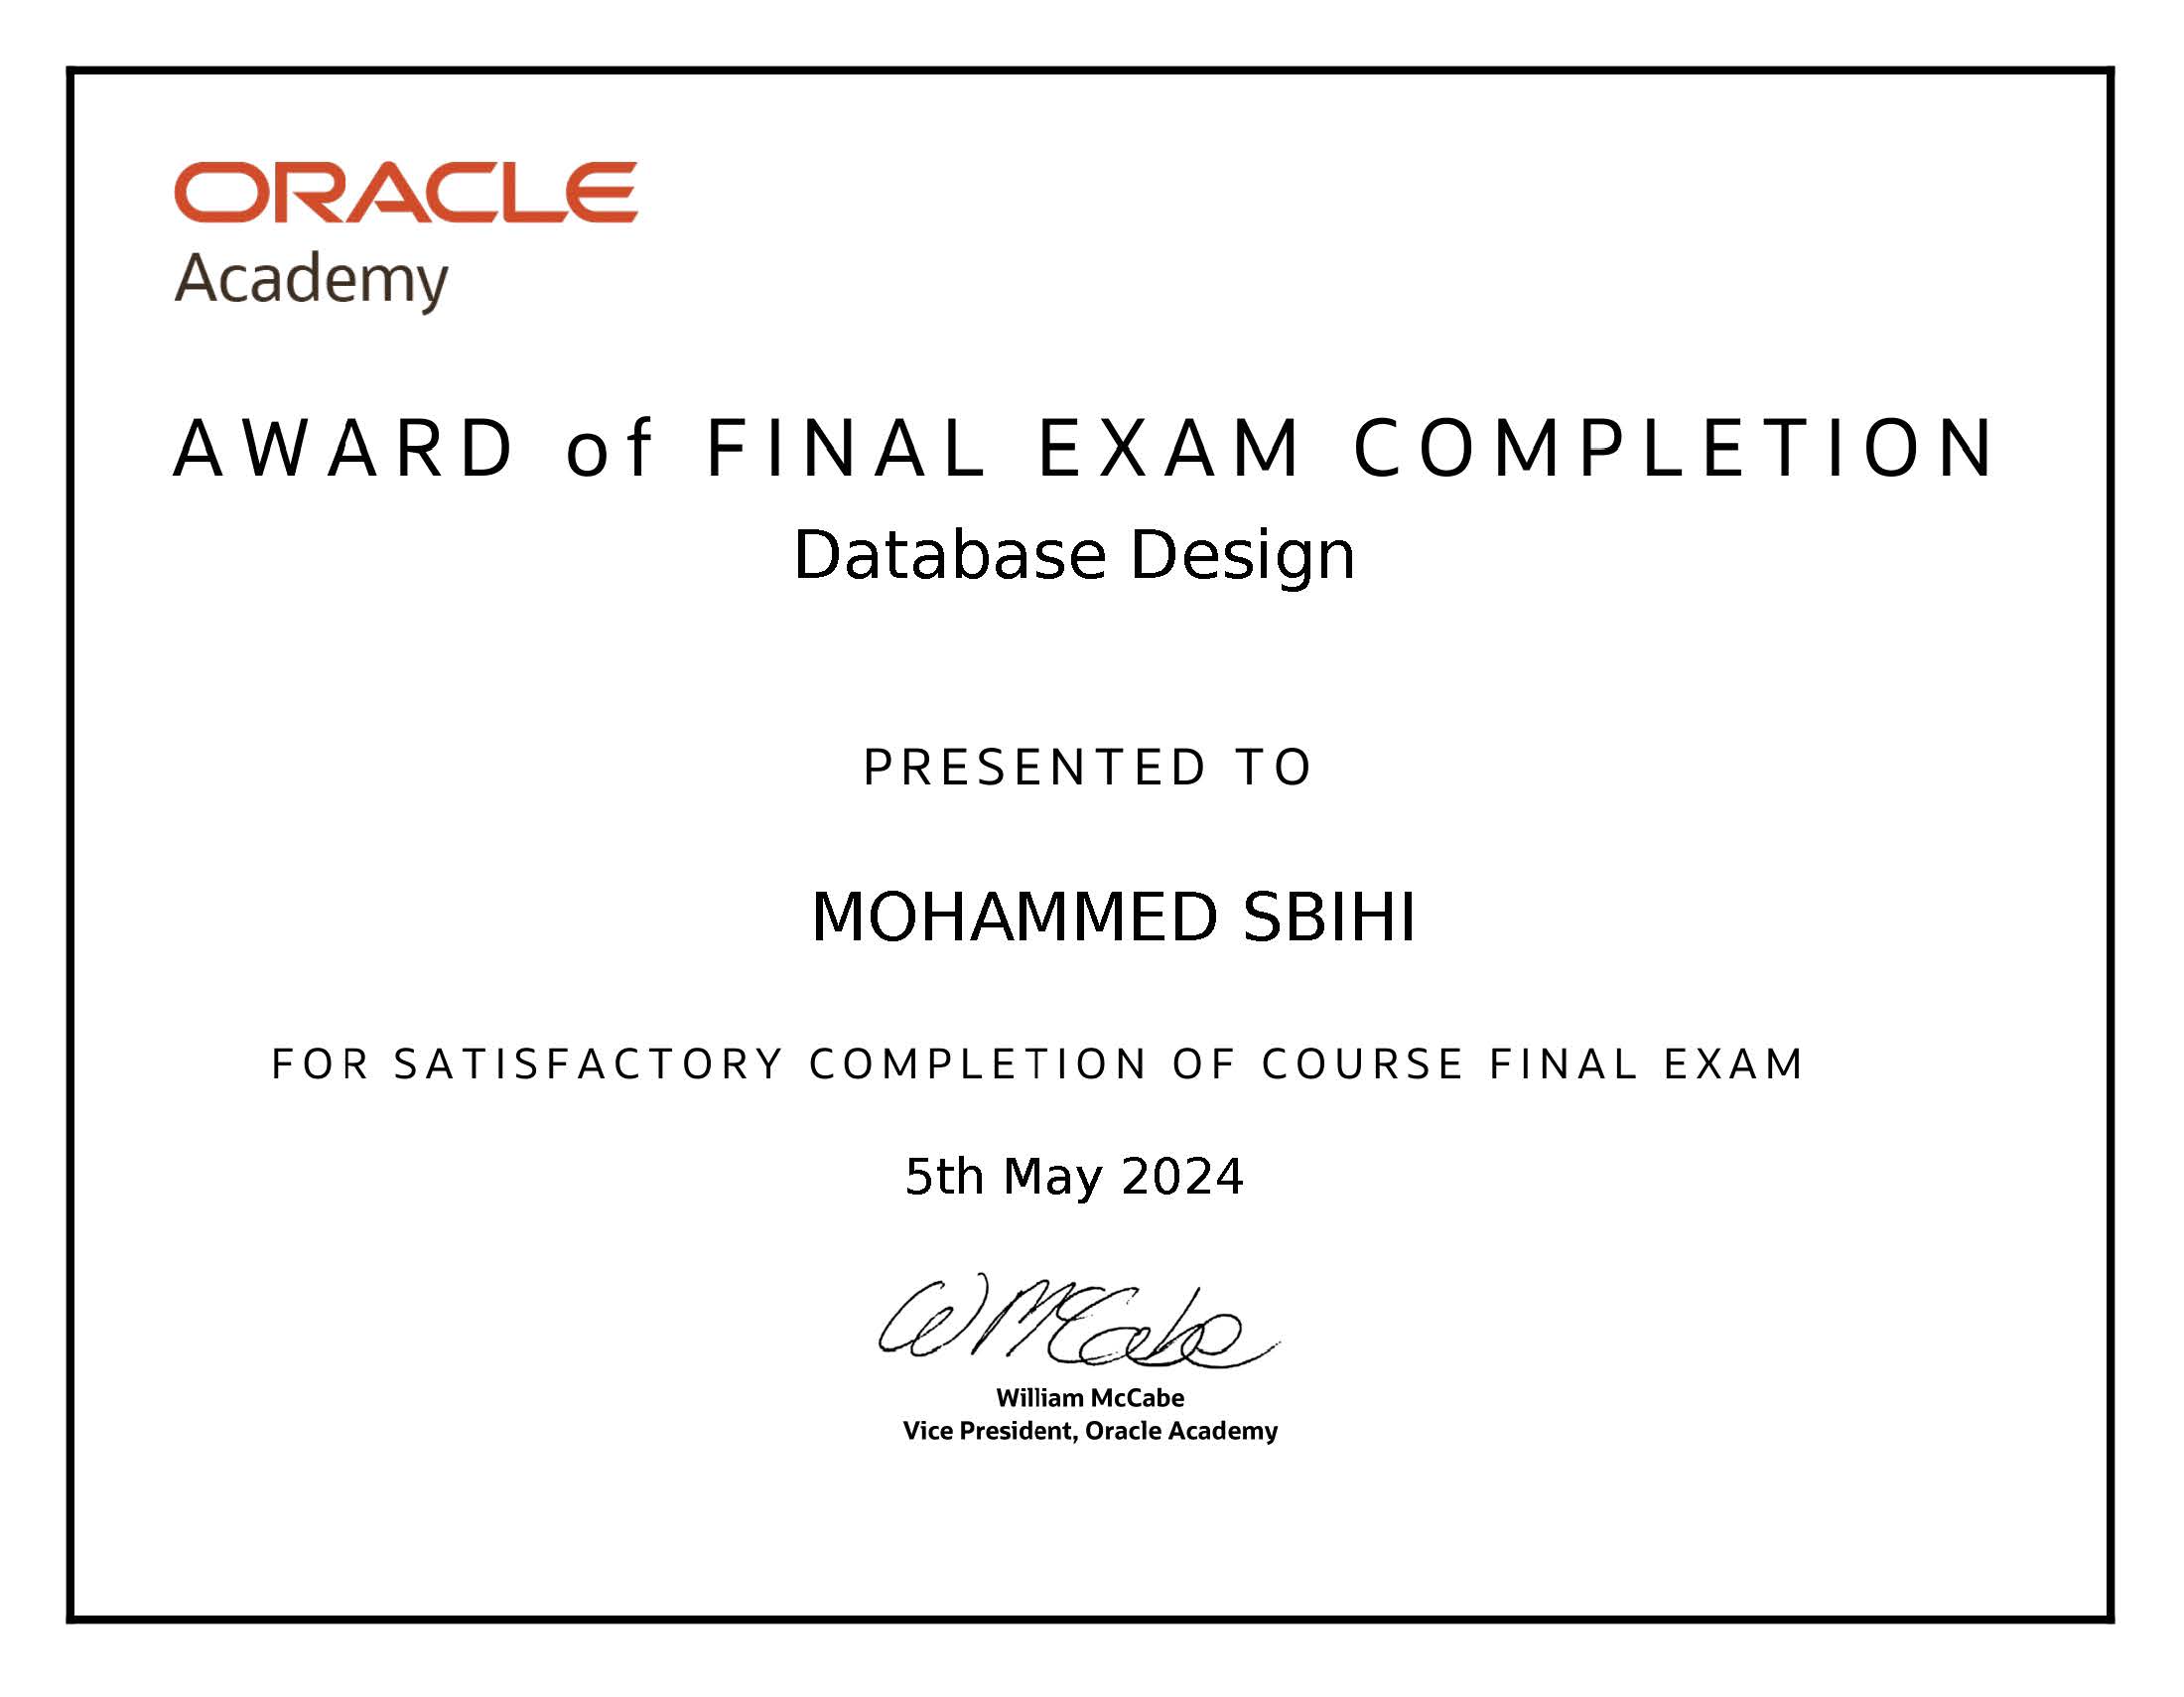 ORACLE
Academy
AWARD of FINAL EXAM COMPLETION
Database Design
PRESENTED TO
MOHAMMED SBIHI
FOR SATISFACTORY COMPLETION OF COURSE FINAL EXAM
5th May 2024
W McCabe
William McCabe
Vice President, Oracle Academy